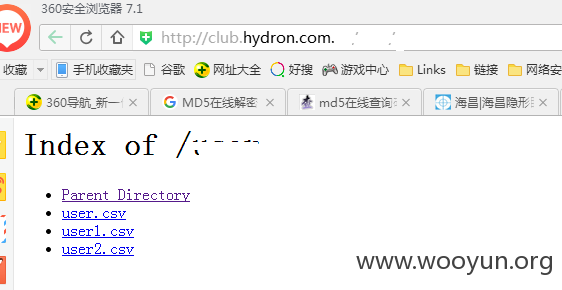 360安全浏览器 7.1
NEW
http://club.hydron.com.
收藏 手机收藏夹 谷歌 网址大全 好搜 游戏中心 Links 链接 网络安
360导航_新一 MD5在线解密 md5在线查询 海昌|海昌隐形
Index of /
Parent Directory
user.csv
user1.csv
user2.csv
www.wooyun.org